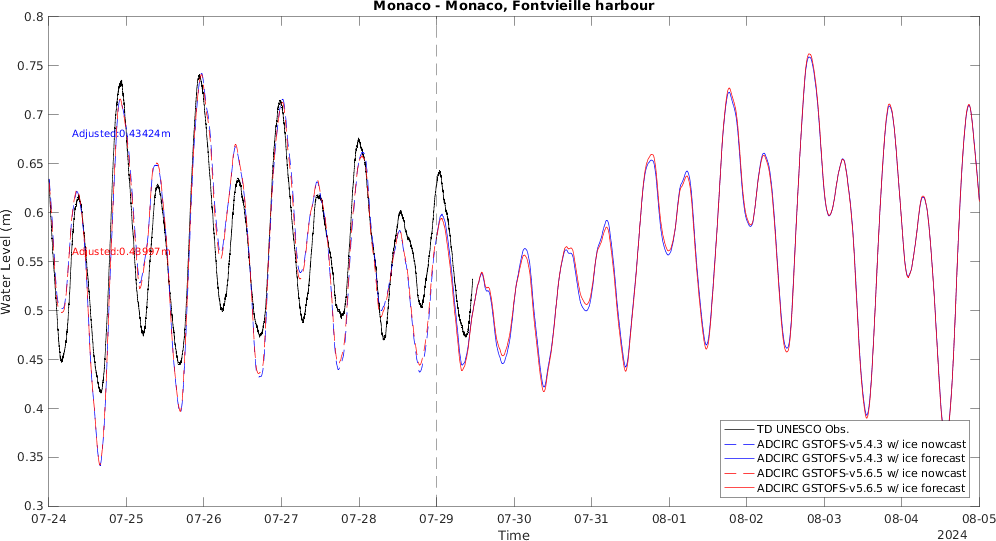 Monaco - Monaco, Fontvieille harbour
0.8
0.75
0.7
0.65
0.6
0.55
0.5
0.45
0.4
0.35
0.3
Water Level (m)
Adjusted:0.43424m
Adjusted:0.43997m
TD UNESCO Obs.
ADCIRC GSTOFS-v5.4.3 w/ ice nowcast
ADCIRC GSTOFS-v5.4.3 w/ ice forecast
ADCIRC GSTOFS-v5.6.5 w/ ice nowcast
ADCIRC GSTOFS-v5.6.5 w/ ice forecast
07-24 07-25 07-26 07-27 07-28 07-29 07-30 07-31 08-01 08-02 08-03 08-04 08-05
Time
2024